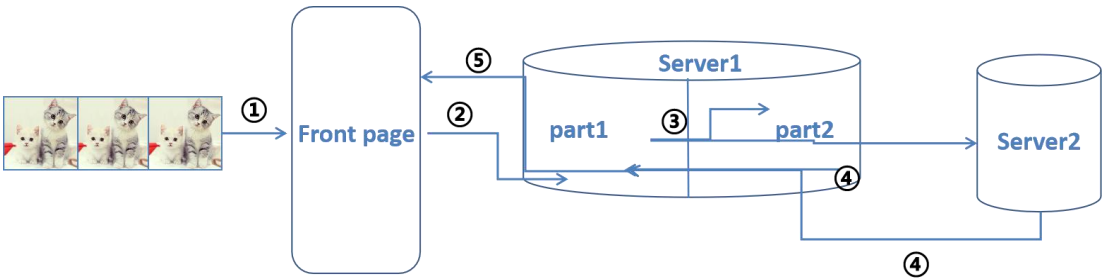 ①
Front page
②
⑤
Server1
part1
③
part2
④
Server2
④